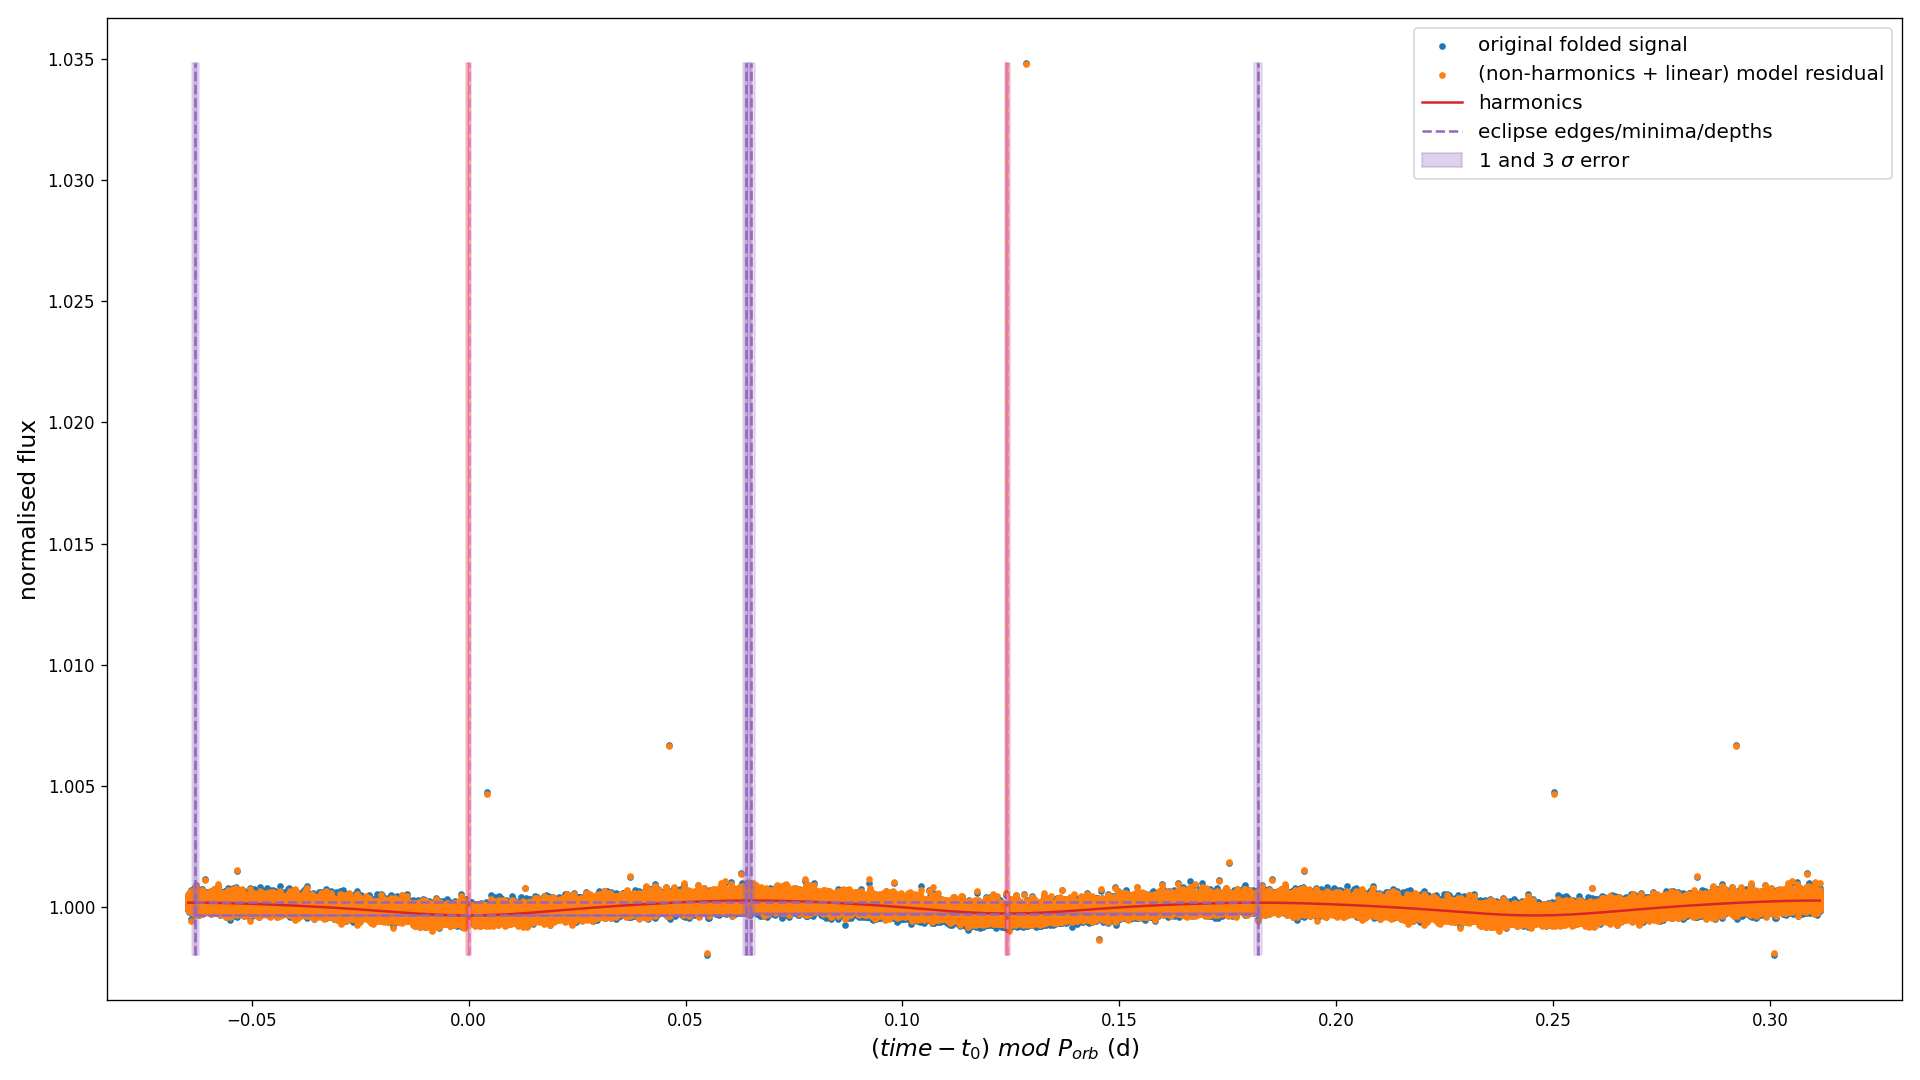 original folded signal
(non-harmonics + linear) model residual
harmonics
eclipse edges/minima/depths
1 and 3 σ error
normalised flux
1.035
1.030
1.025
1.020
1.015
1.010
1.005
1.000
−0.05
0.00
0.05
0.10
0.15
0.20
0.25
0.30
(time − t₀) mod Pₒᵣᵦ (d)